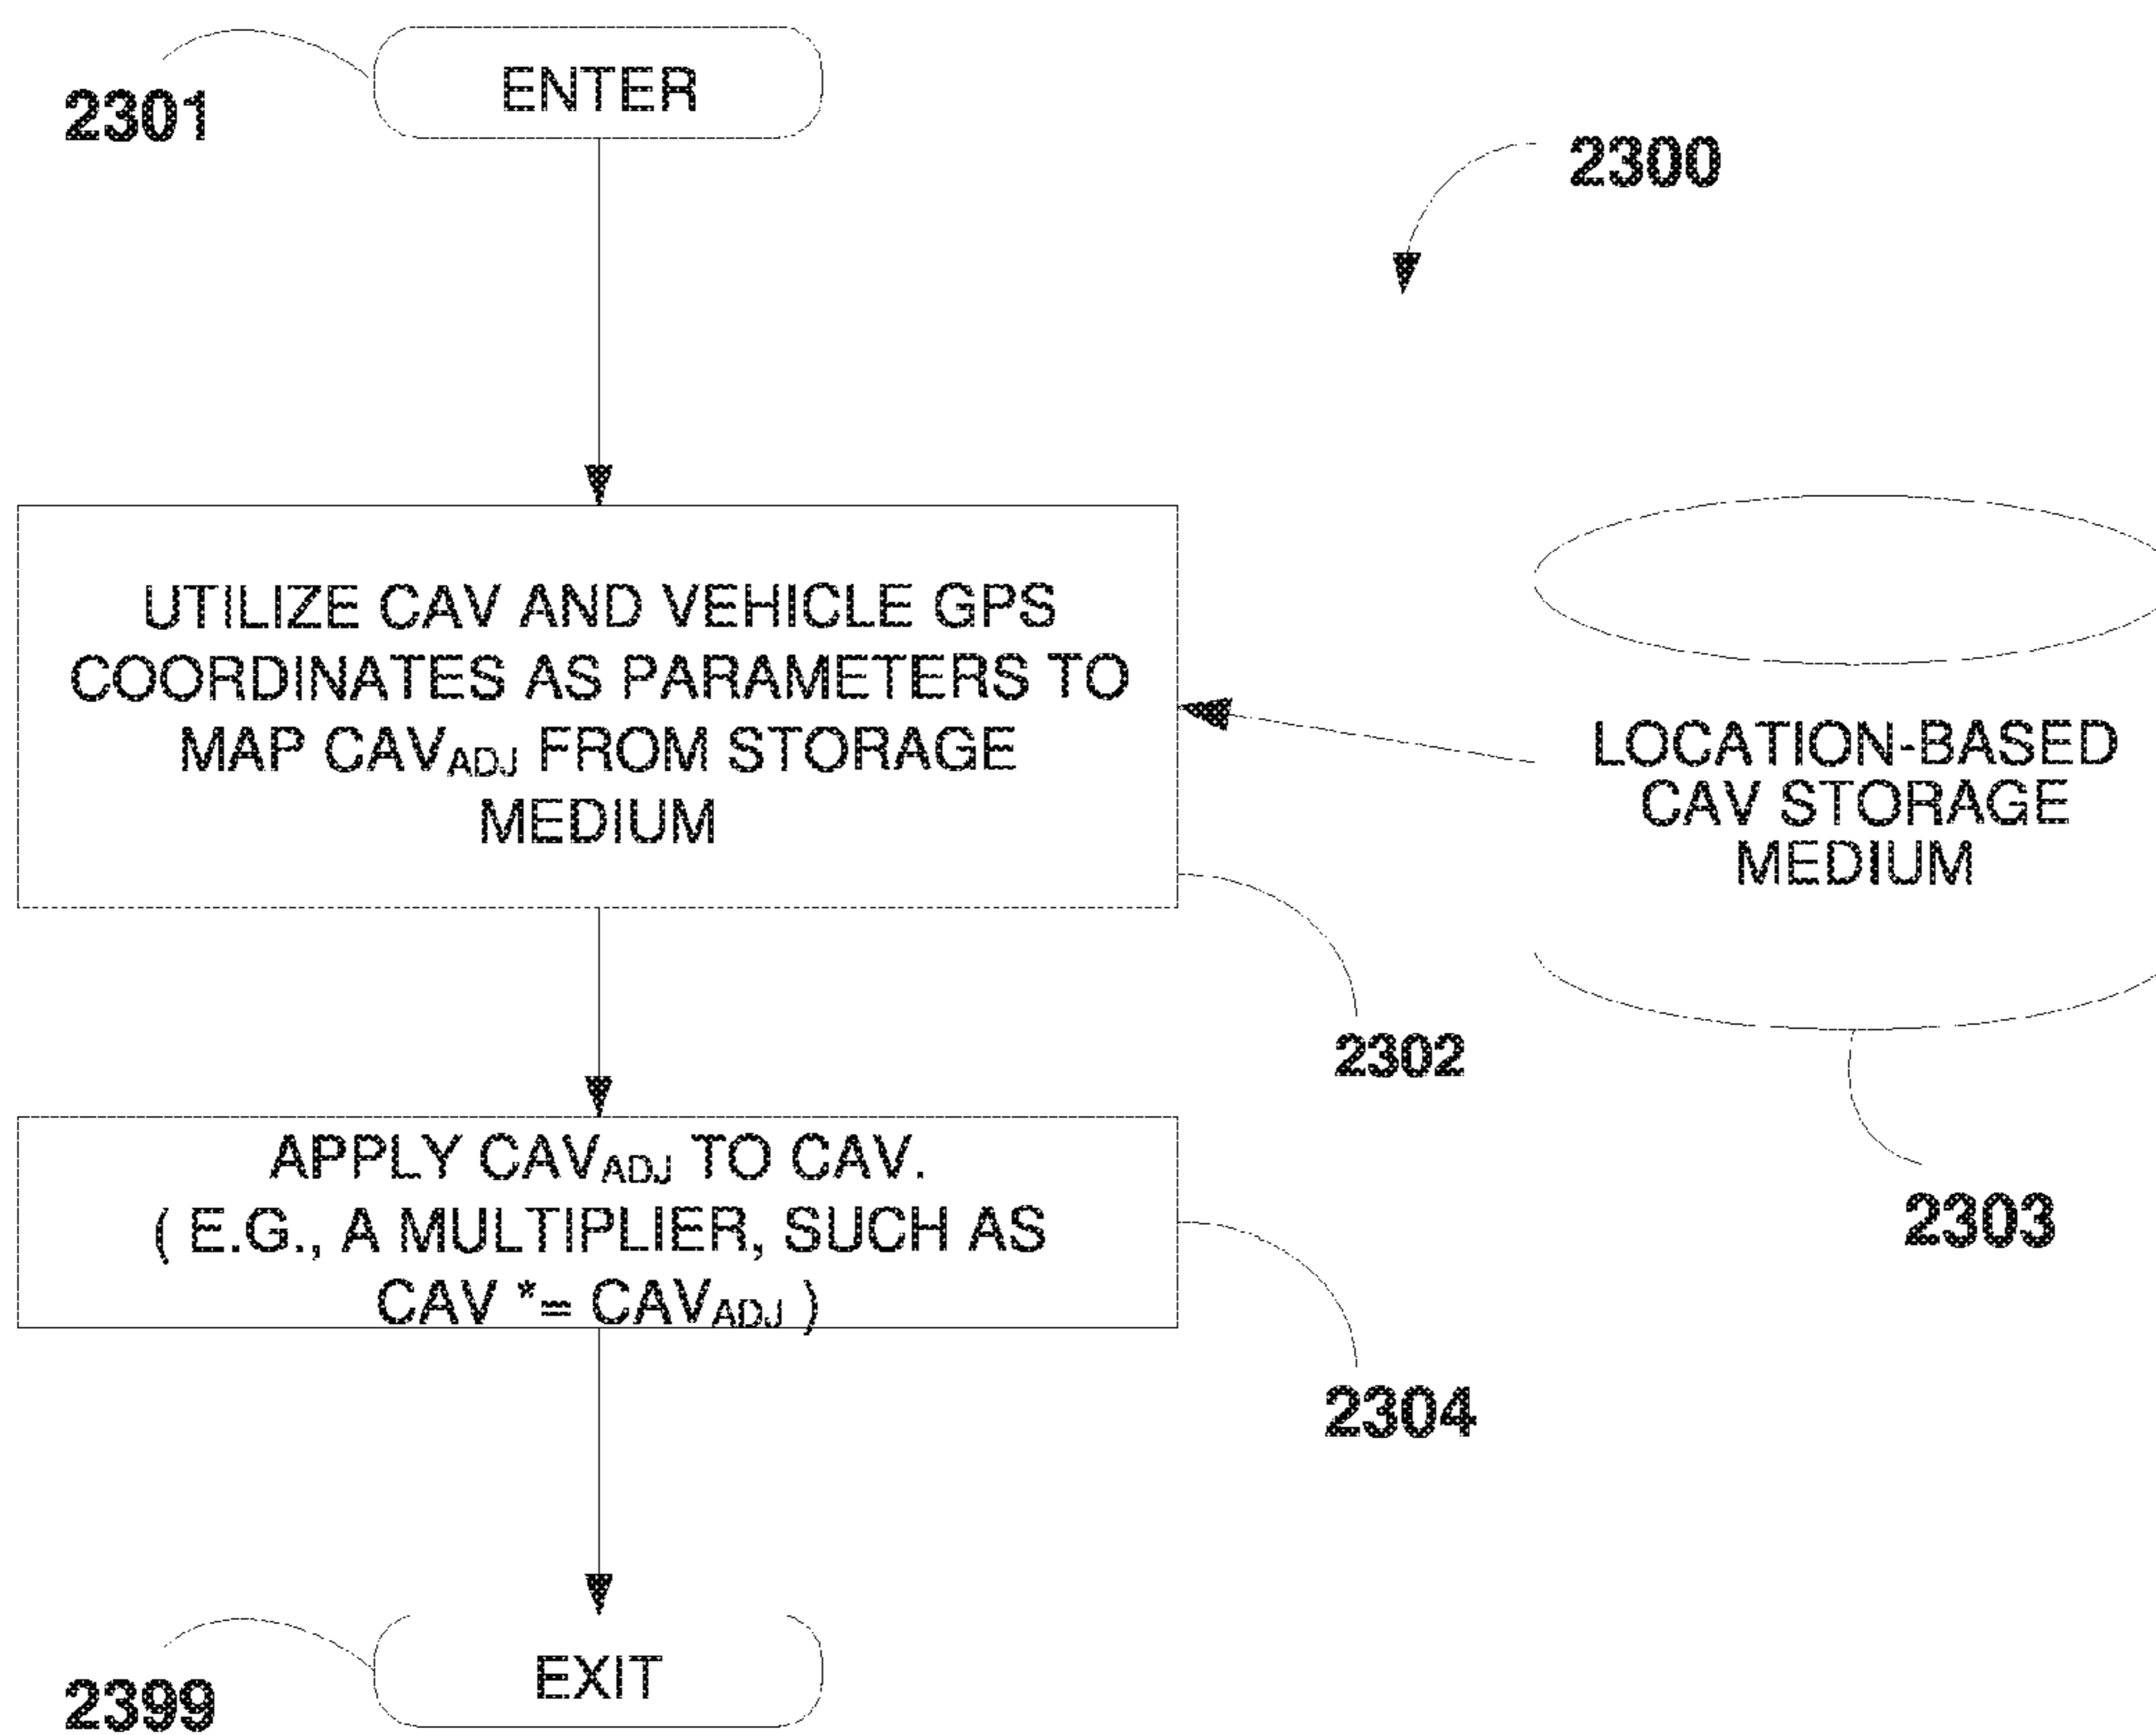 ENTER
2301
2300
UTILIZE CAV AND VEHICLE GPS
COORDINATES AS PARAMETERS TO
MAP CAVADJ FROM STORAGE
MEDIUM
LOCATION-BASED
CAV STORAGE
MEDIUM
2302
2303
APPLY CAVADJ TO CAV.
( E.G., A MULTIPLIER, SUCH AS
CAV *= CAVADJ )
2304
EXIT
2399